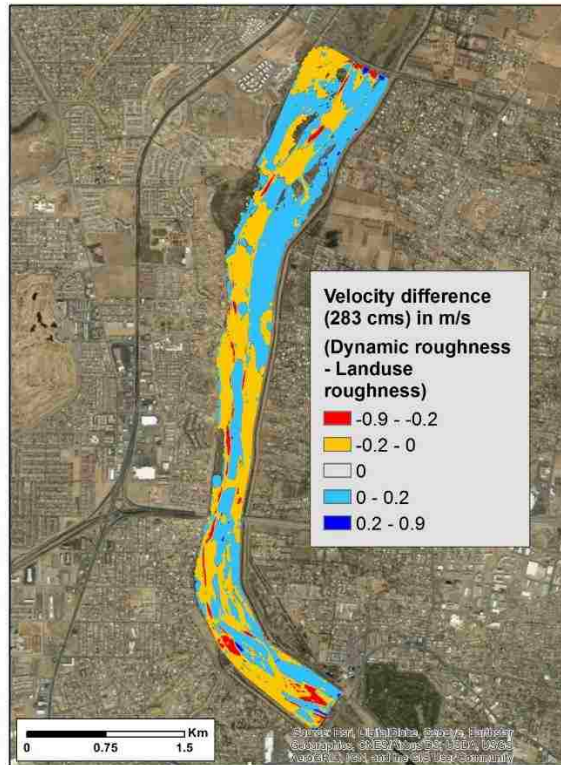 Velocity difference
(283 cms) in m/s
(Dynamic roughness
- Landuse
roughness)
-0.9 - -0.2
-0.2 - 0
0
0 - 0.2
0.2 - 0.9
Km
0 0.75 1.5
Source: Esri, DigitalGlobe, GeoEye, Earthstar
Geographics, CNES/Airbus DS, USDA, USGS
AeroGRID, IGN, and the GIS User Community